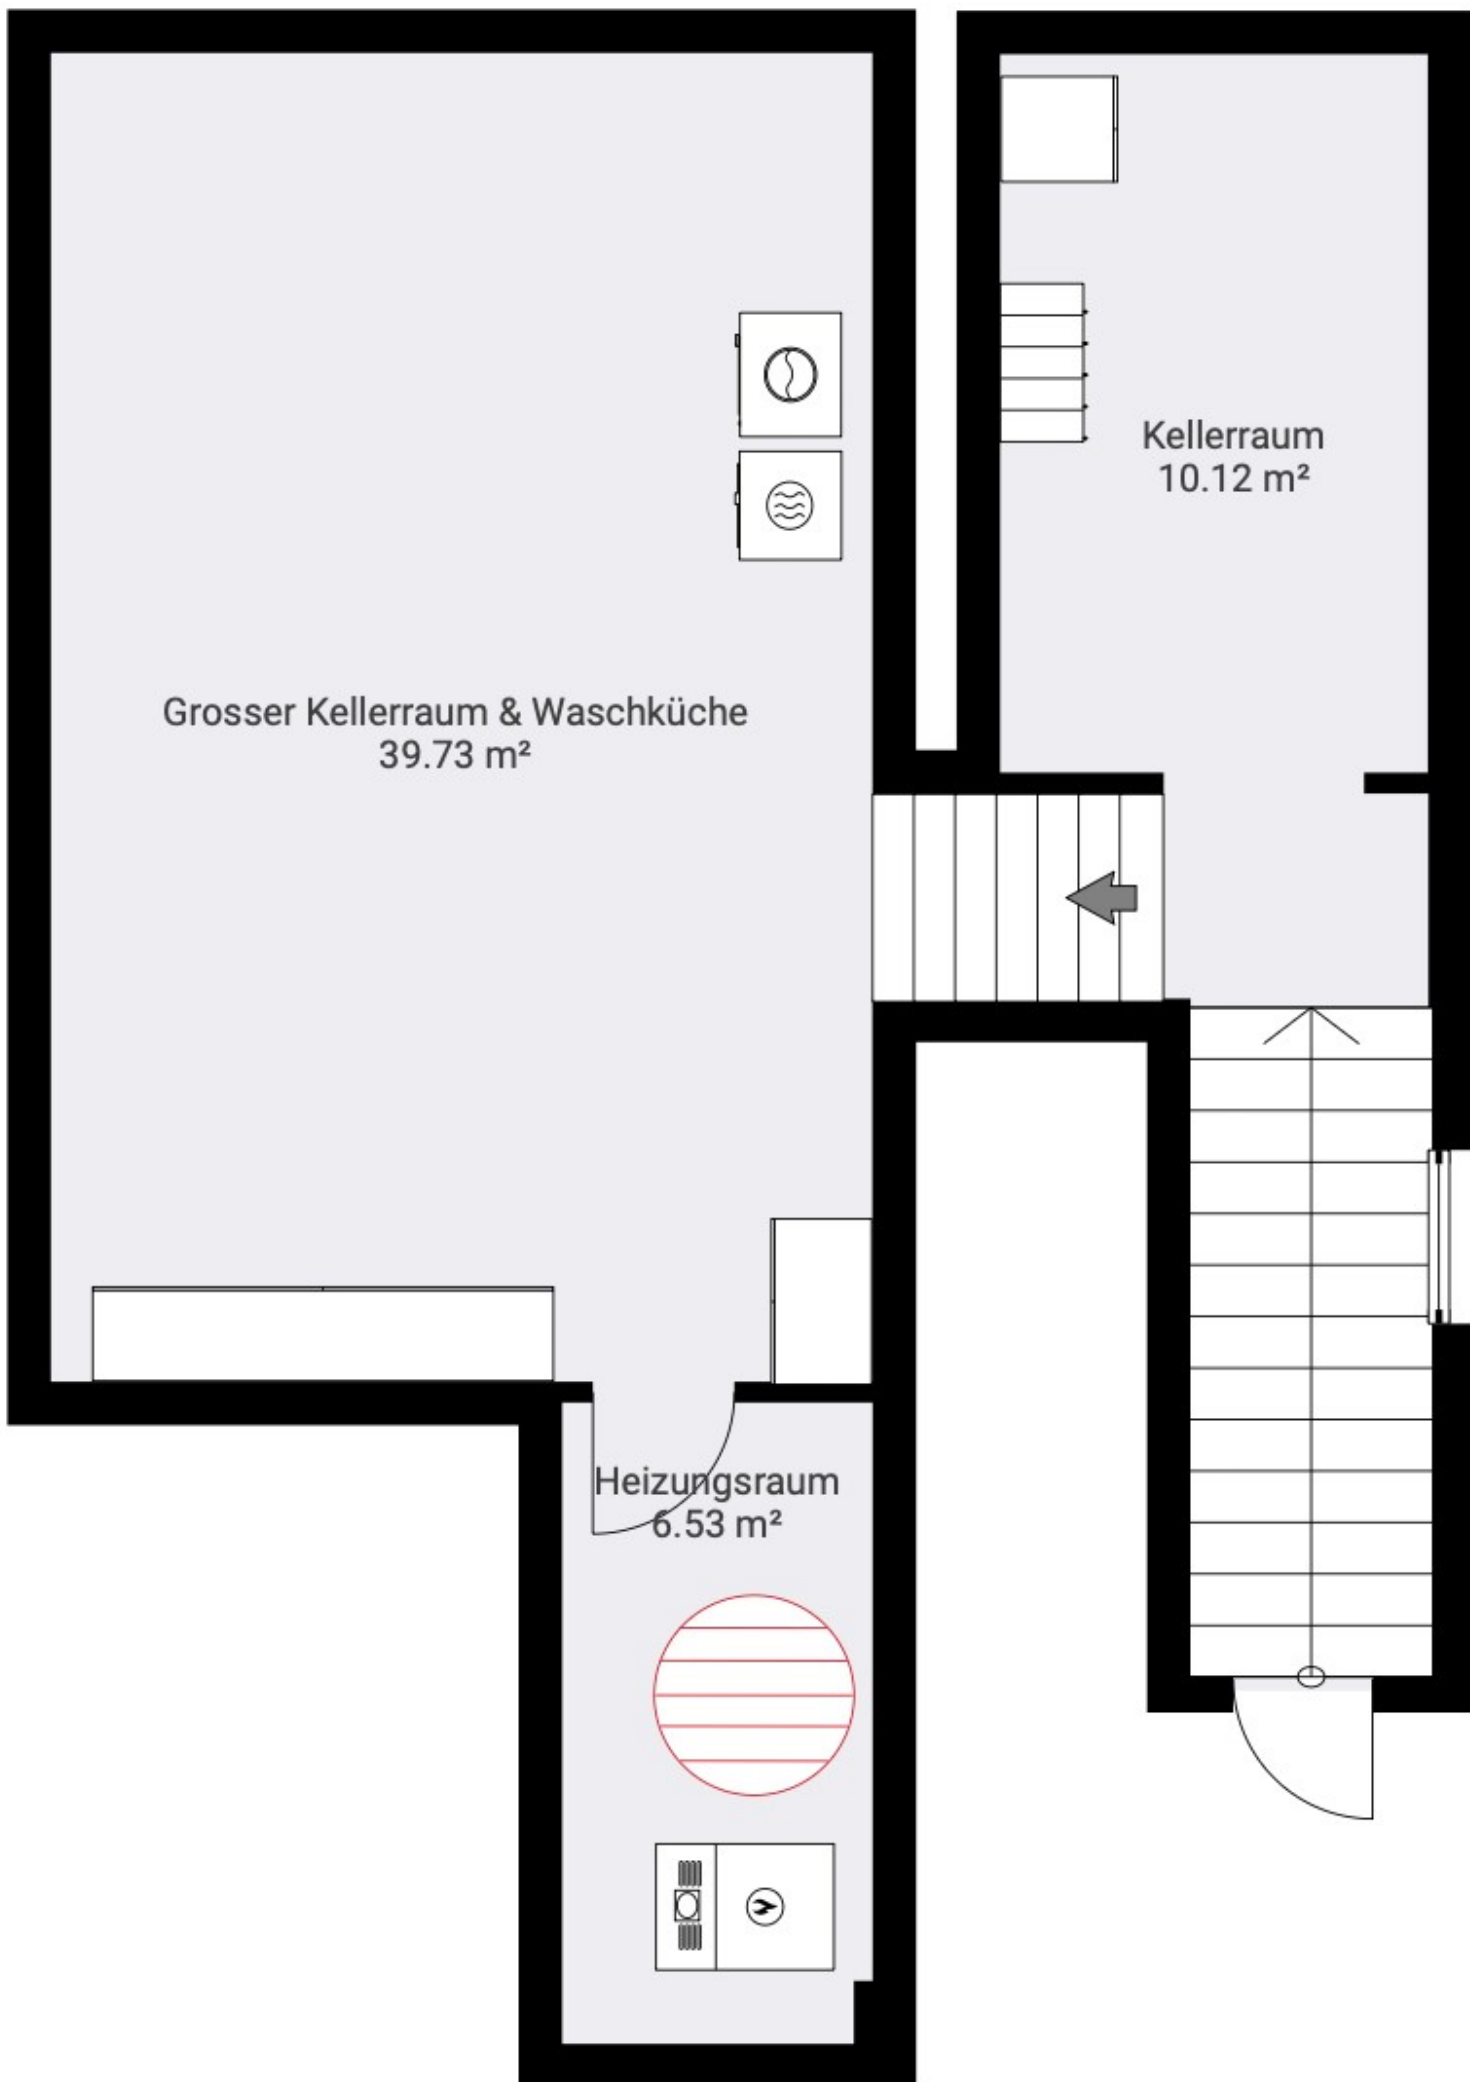 Kellerraum
10.12 m²
Grosser Kellerraum & Waschküche
39.73 m²
Heizungsraum
6.53 m²